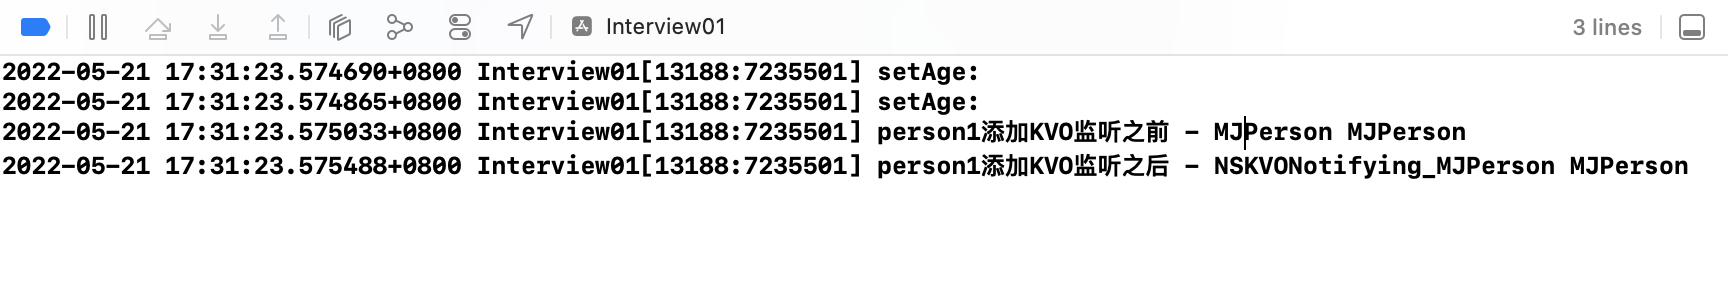 Interview01
3 lines
2022-05-21 17:31:23.574690+0800 Interview01[13188:7235501] setAge:
2022-05-21 17:31:23.574865+0800 Interview01[13188:7235501] setAge:
2022-05-21 17:31:23.575033+0800 Interview01[13188:7235501] person1添加KVO监听之前 - MJPerson MJPerson
2022-05-21 17:31:23.575488+0800 Interview01[13188:7235501] person1添加KVO监听之后 - NSKVONotifying_MJPerson MJPerson